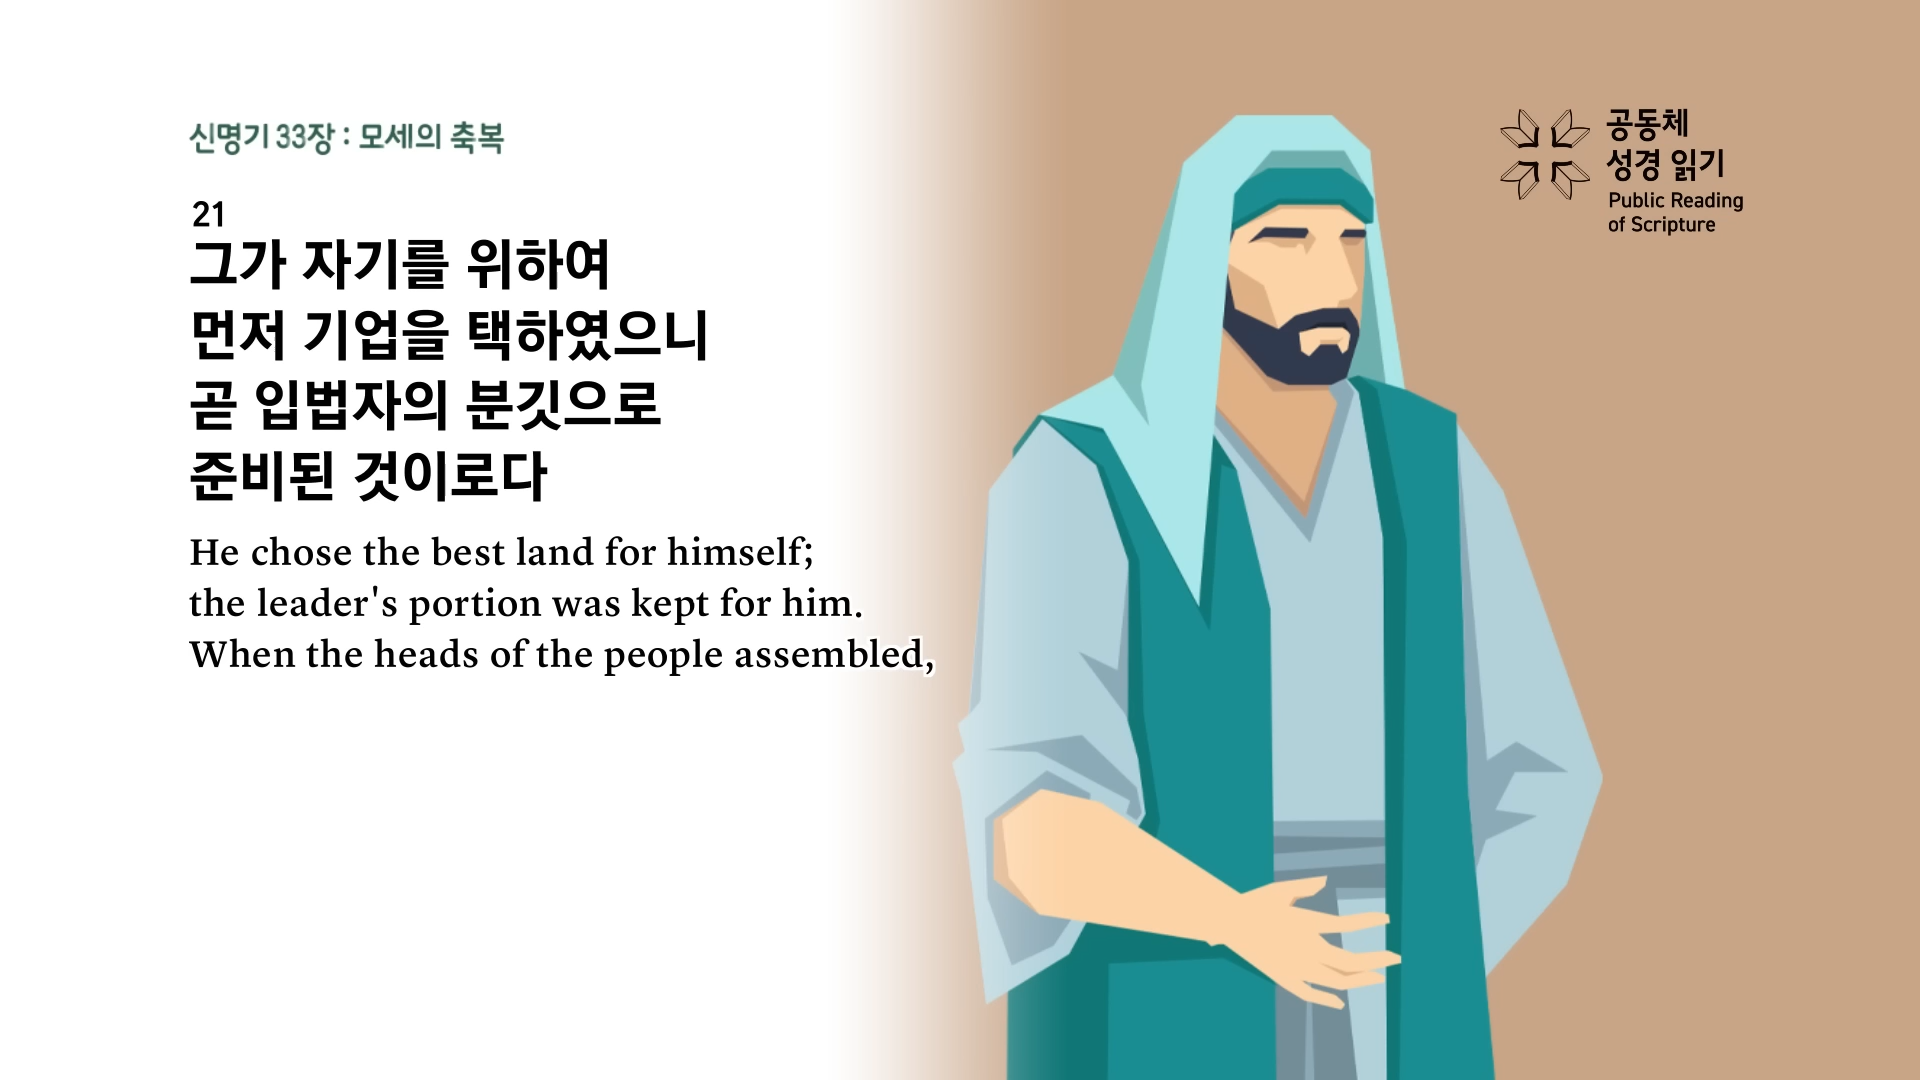 신명기 33장 : 모세의 축복
21
그가 자기를 위하여
먼저 기업을 택하였으니
곧 입법자의 분깃으로
준비된 것이로다
He chose the best land for himself;
the leader's portion was kept for him.
When the heads of the people assembled,
공동체
성경 읽기
Public Reading
of Scripture